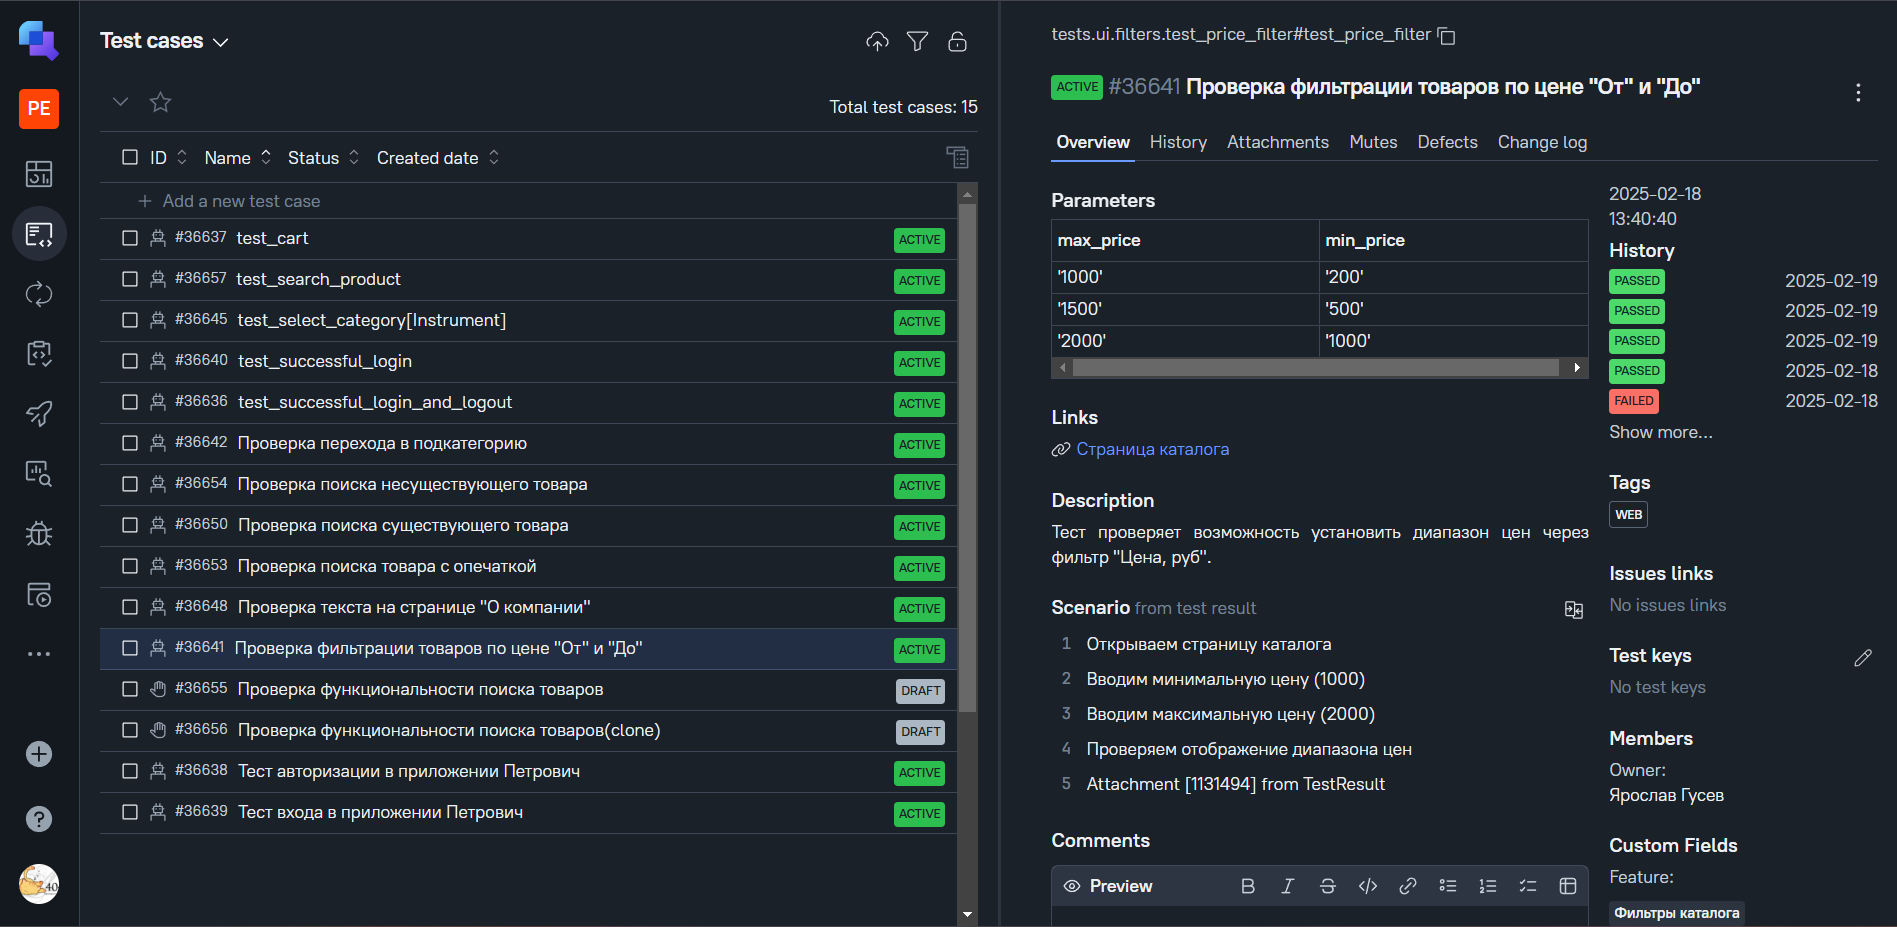 PE
Test cases
Total test cases: 15
ID Name Status Created date
Add a new test case
#36637 test_cart ACTIVE
#36657 test_search_product ACTIVE
#36645 test_select_category[Instrument] ACTIVE
#36640 test_successful_login ACTIVE
#36636 test_successful_login_and_logout ACTIVE
#36642 Проверка перехода в подкатегорию ACTIVE
#36654 Проверка поиска несуществующего товара ACTIVE
#36650 Проверка поиска существующего товара ACTIVE
#36653 Проверка поиска товара с опечаткой ACTIVE
#36648 Проверка текста на странице "О компании" ACTIVE
#36641 Проверка фильтрации товаров по цене "От" и "До" ACTIVE
#36655 Проверка функциональности поиска товаров DRAFT
#36656 Проверка функциональности поиска товаров(clone) DRAFT
#36638 Тест авторизации в приложении Петрович ACTIVE
#36639 Тест входа в приложении Петрович ACTIVE
40
tests.ui.filters.test_price_filter#test_price_filter
ACTIVE #36641 Проверка фильтрации товаров по цене "От" и "До"
Overview History Attachments Mutes Defects Change log
Parameters
max_price min_price
'1000' '200'
'1500' '500'
'2000' '1000'
Links
Страница каталога
Description
Тест проверяет возможность установить диапазон цен через
фильтр "Цена, руб".
Scenario from test result
1 Открываем страницу каталога
2 Вводим минимальную цену (1000)
3 Вводим максимальную цену (2000)
4 Проверяем отображение диапазона цен
5 Attachment [1131494] from TestResult
Comments
Preview
2025-02-18
13:40:40
History
PASSED 2025-02-19
PASSED 2025-02-19
PASSED 2025-02-19
PASSED 2025-02-18
FAILED 2025-02-18
Show more...
Tags
WEB
Issues links
No issues links
Test keys
No test keys
Members
Owner:
Ярослав Гусев
Custom Fields
Feature:
Фильтры каталога